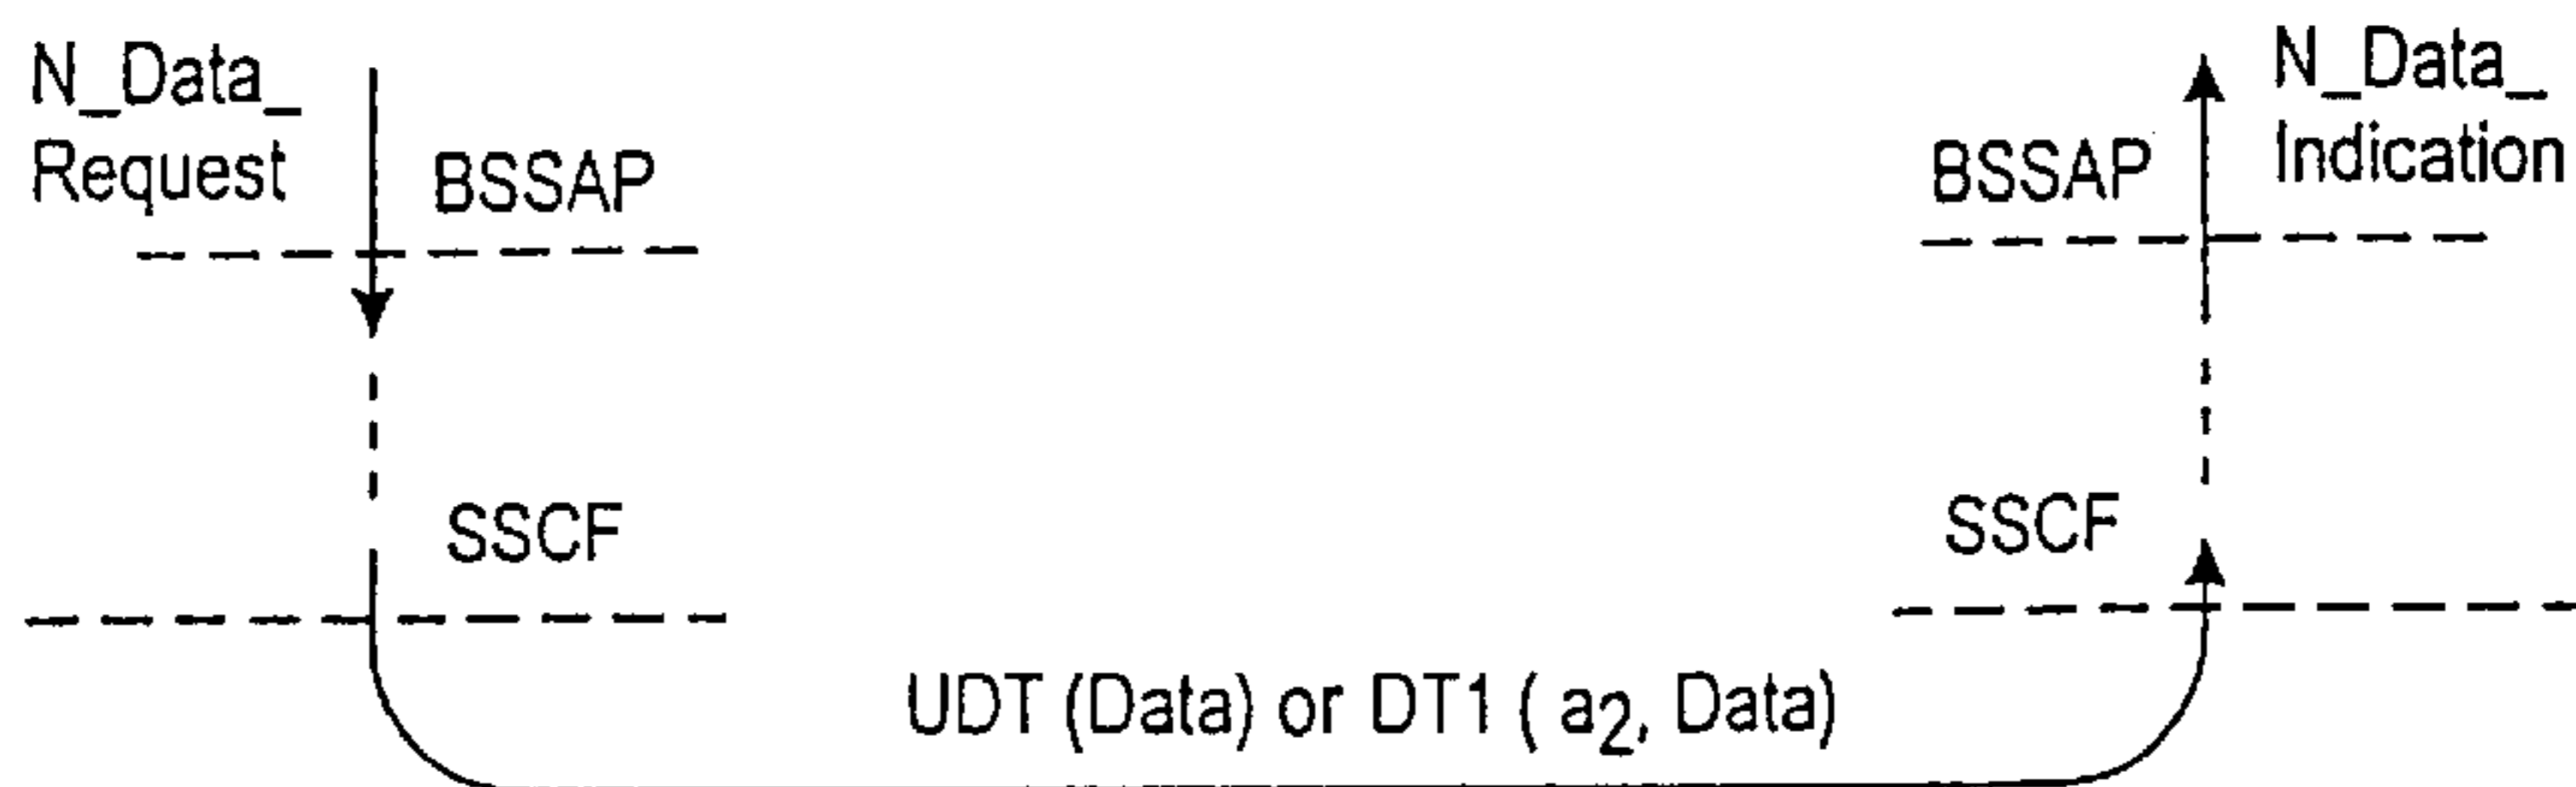 N_Data_
Request
BSSAP
SSCF
BSSAP
N_Data_
Indication
SSCF
UDT (Data) or DT1 ( a2, Data)